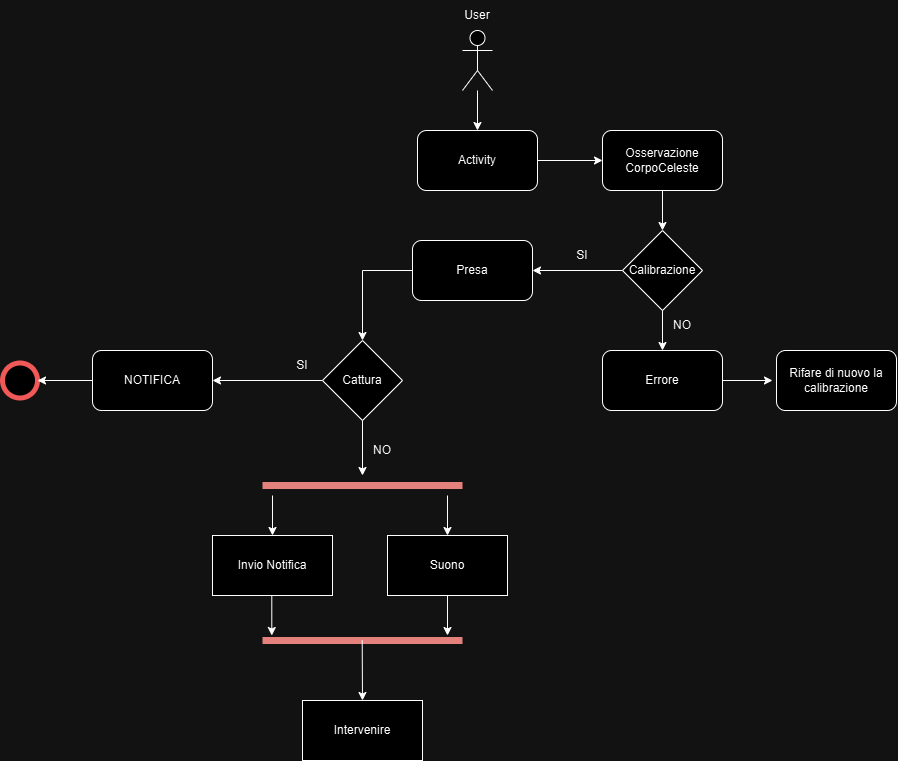 User
Activity
Osservazione
CorpoCeleste
SI
Presa
Calibrazione
NO
SI
NOTIFICA
Cattura
Errore
Rifare di nuovo la
calibrazione
NO
Invio Notifica
Suono
Intervenire